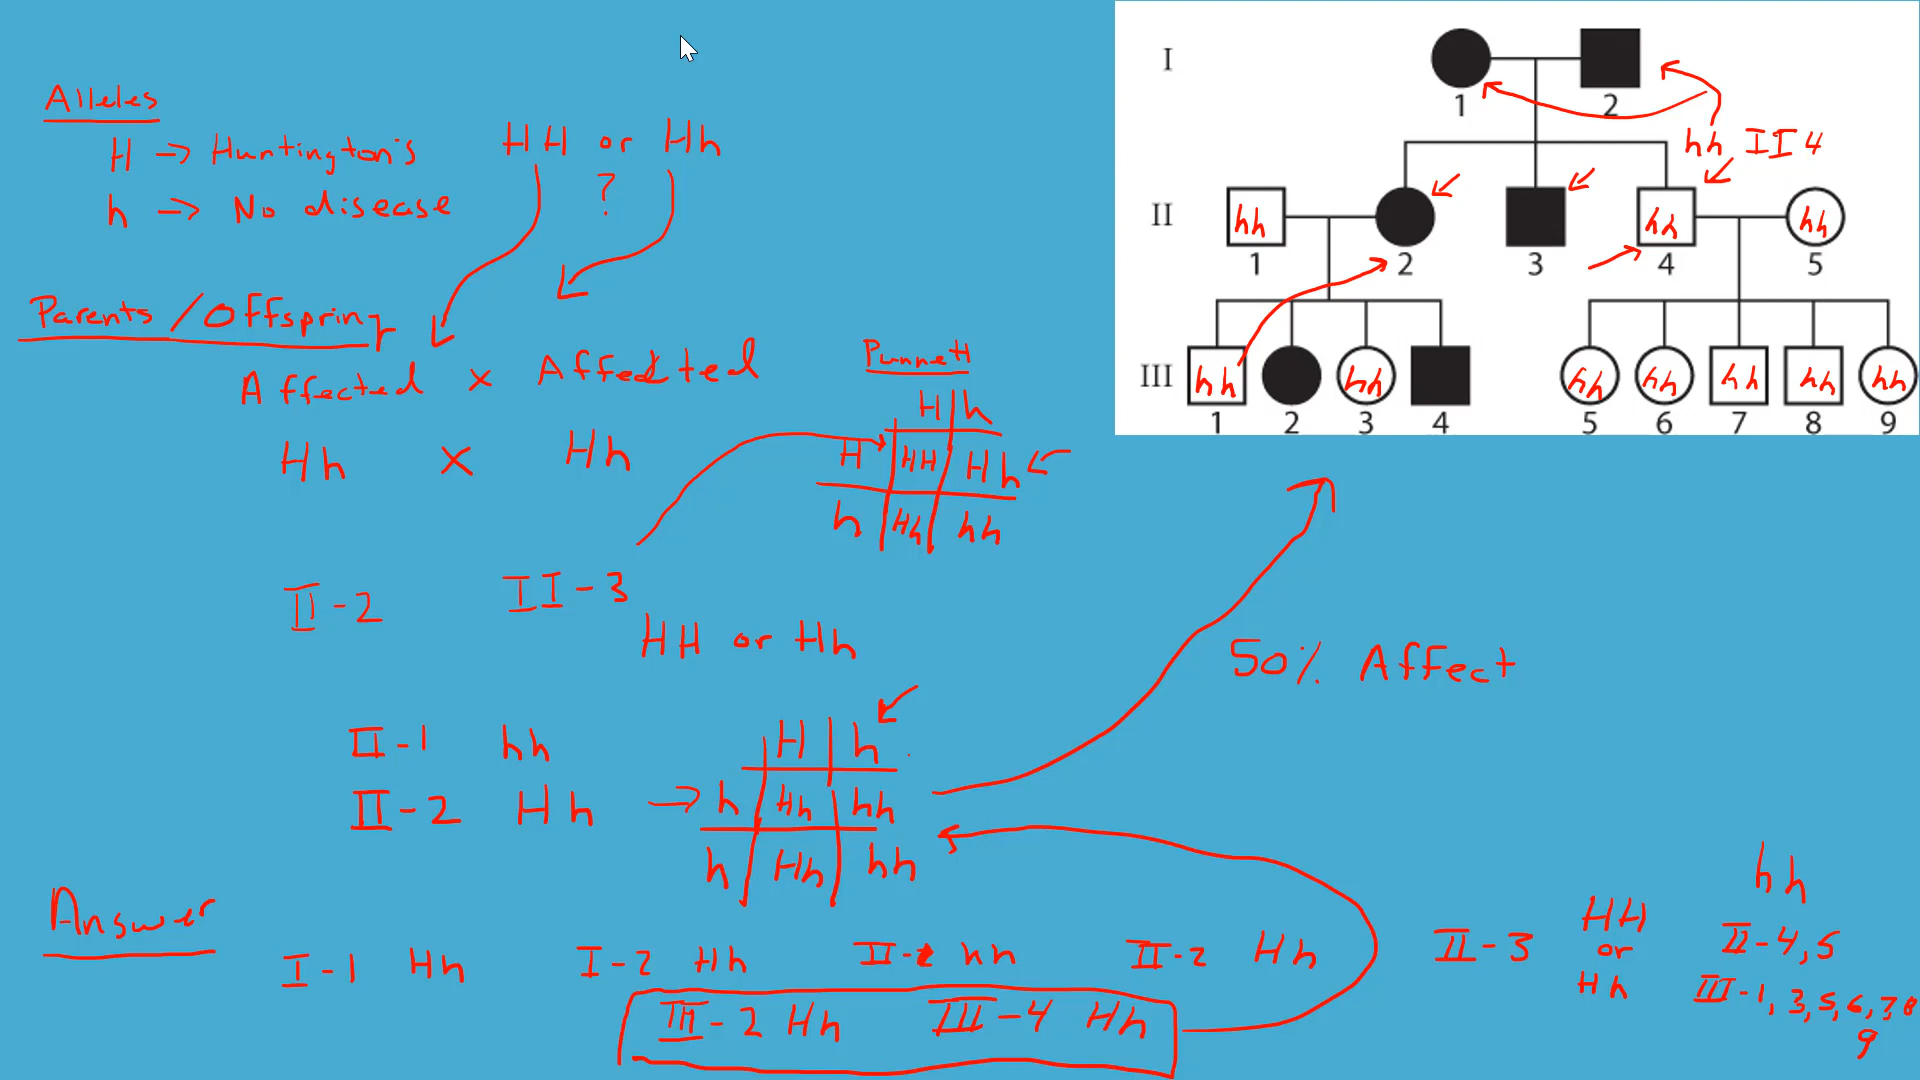 Alleles
H → Huntington's
h → No disease
HH or Hh
?
Parents / Offspring
Affected x Affected
Hh x Hh
Punnett
H h
H HH Hh
h Hh hh
II-2 II-3
HH or Hh
II-1 hh
II-2 Hh
H h
→ h Hh hh
h Hh hh
50% Affect
I
1 2
hh II 4
II
hh hh hh
1 2 3 4 5
III
hh hh hh hh hh hh hh
1 2 3 4 5 6 7 8 9
Answer
I-1 Hh I-2 Hh hh II-2 Hh II-3 HH or Hh
III-2 Hh III-4 Hh
hh
II-4,5
III-1, 3, 5, 6, 7, 8
9